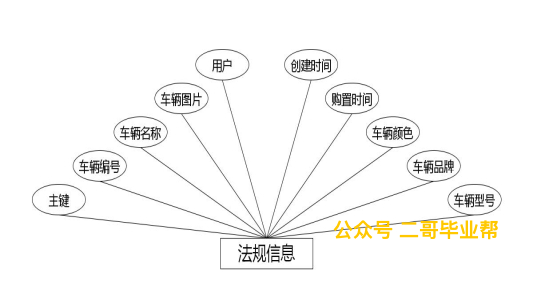 用户
创建时间
车辆图片
购置时间
车辆名称
车辆颜色
车辆编号
车辆品牌
主键
车辆型号
公众号 二哥毕业帮
法规信息